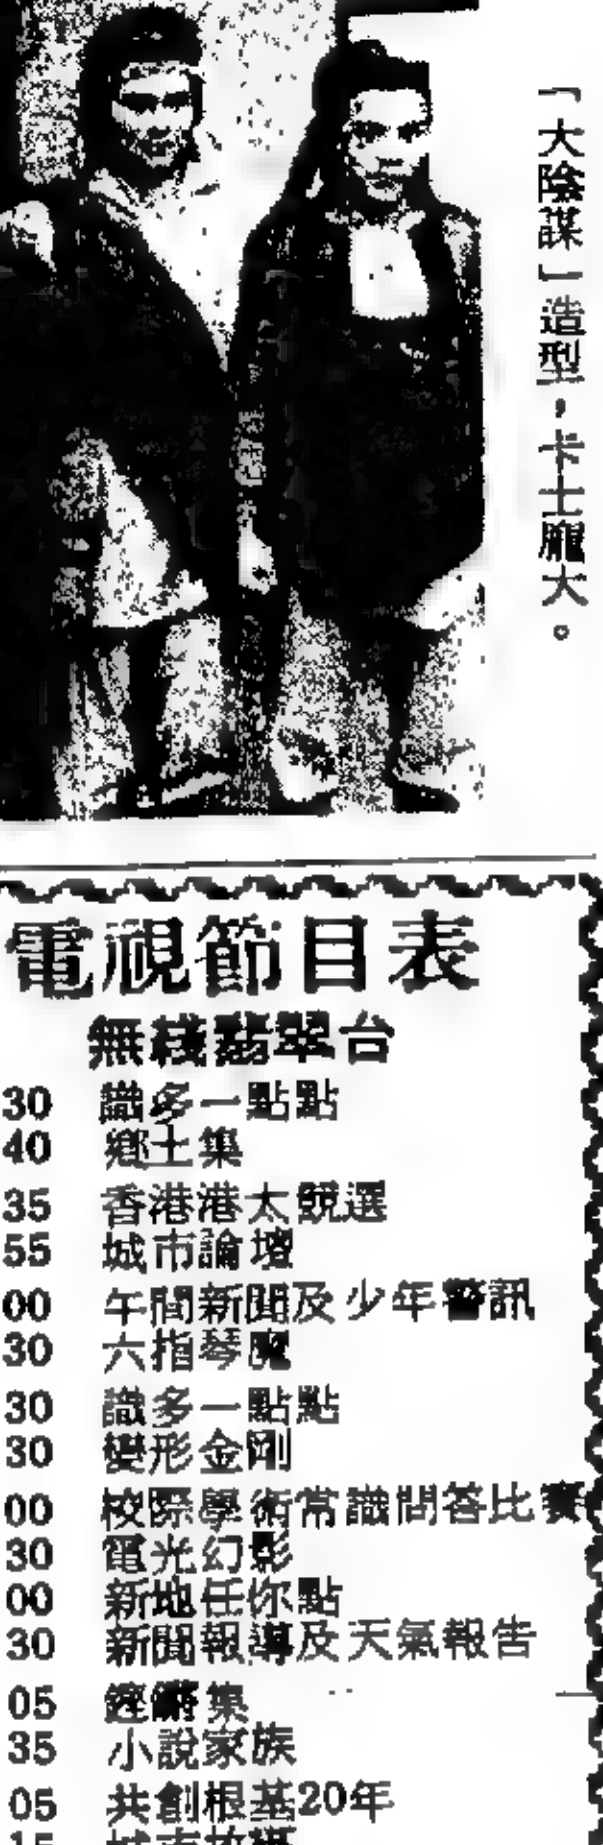 「大陰謀」造型，卡士龐大。
電視節目表
無綫翡翠台
30 識多一點點
40 鄉土集
35 香港港太競選
55 城市論壇
00 午間新聞及少年警訊
30 六指琴魔
30 識多一點點
30 變形金剛
00 校際學術常識問答比賽
30 電光幻影
00 新地任你點
30 新聞報導及天氣報告
05 鏗鏘集
35 小說家族
05 共創根基20年
15 城市故